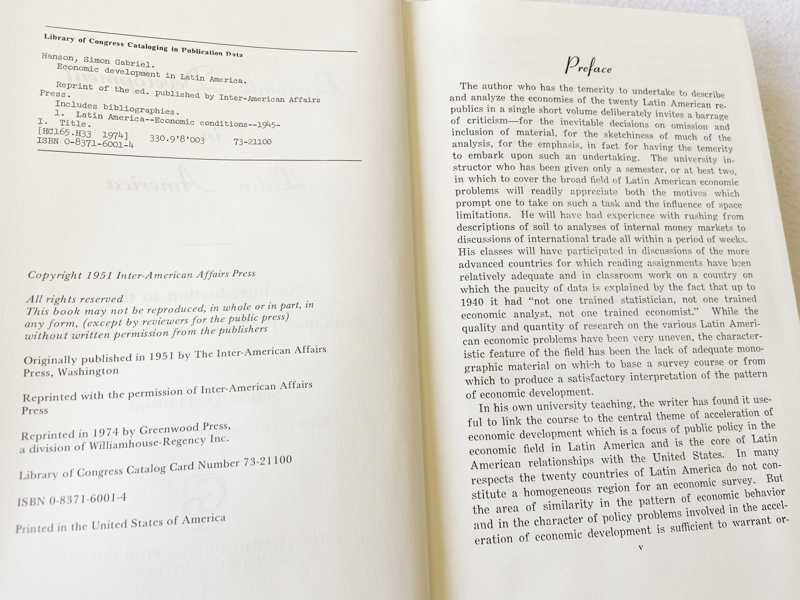 Library of Congress Cataloging in Publication Data
Hanson, Simon Gabriel.
Economic development in Latin America.
Reprint of the ed. published by Inter-American Affairs
Press.
Includes bibliographies.
1. Latin America--Economic conditions--1945-
I. Title.
[HC165.H33 1974] 330.9'8'003 73-21100
ISBN 0-8371-6001-4
Copyright 1951 Inter-American Affairs Press
All rights reserved
This book may not be reproduced, in whole or in part, in
any form, (except by reviewers for the public press)
without written permission from the publishers
Originally published in 1951 by The Inter-American Affairs
Press, Washington
Reprinted with the permission of Inter-American Affairs
Press
Reprinted in 1974 by Greenwood Press,
a division of Williamhouse-Regency Inc.
Library of Congress Catalog Card Number 73-21100
ISBN 0-8371-6001-4
Printed in the United States of America
Preface
The author who has the temerity to undertake to describe
and analyze the economies of the twenty Latin American re-
publics in a single short volume deliberately invites a barrage
of criticism—for the inevitable decisions on omission and
inclusion of material, for the sketchiness of much of the
analysis, for the emphasis, in fact for having the temerity
to embark upon such an undertaking. The university in-
structor who has been given only a semester, or at best two,
in which to cover the broad field of Latin American economic
problems will readily appreciate both the motives which
prompt one to take on such a task and the influence of space
limitations. He will have had experience with rushing from
descriptions of soil to analyses of internal money markets to
discussions of international trade all within a period of weeks.
His classes will have participated in discussions of the more
advanced countries for which reading assignments have been
relatively adequate and in classroom work on a country on
which the paucity of data is explained by the fact that up to
1940 it had "not one trained statistician, not one trained
economic analyst, not one trained economist." While the
quality and quantity of research on the various Latin Ameri-
can economic problems have been very uneven, the character-
istic feature of the field has been the lack of adequate mono-
graphic material on which to base a survey course or from
which to produce a satisfactory interpretation of the pattern
of economic development.
In his own university teaching, the writer has found it use-
ful to link the course to the central theme of acceleration of
economic development which is a focus of public policy in the
economic field in Latin America and is the core of Latin
American relationships with the United States. In many
respects the twenty countries of Latin America do not con-
stitute a homogeneous region for an economic survey. But
the area of similarity in the pattern of economic behavior
and in the character of policy problems involved in the accel-
eration of economic development is sufficient to warrant or-
v